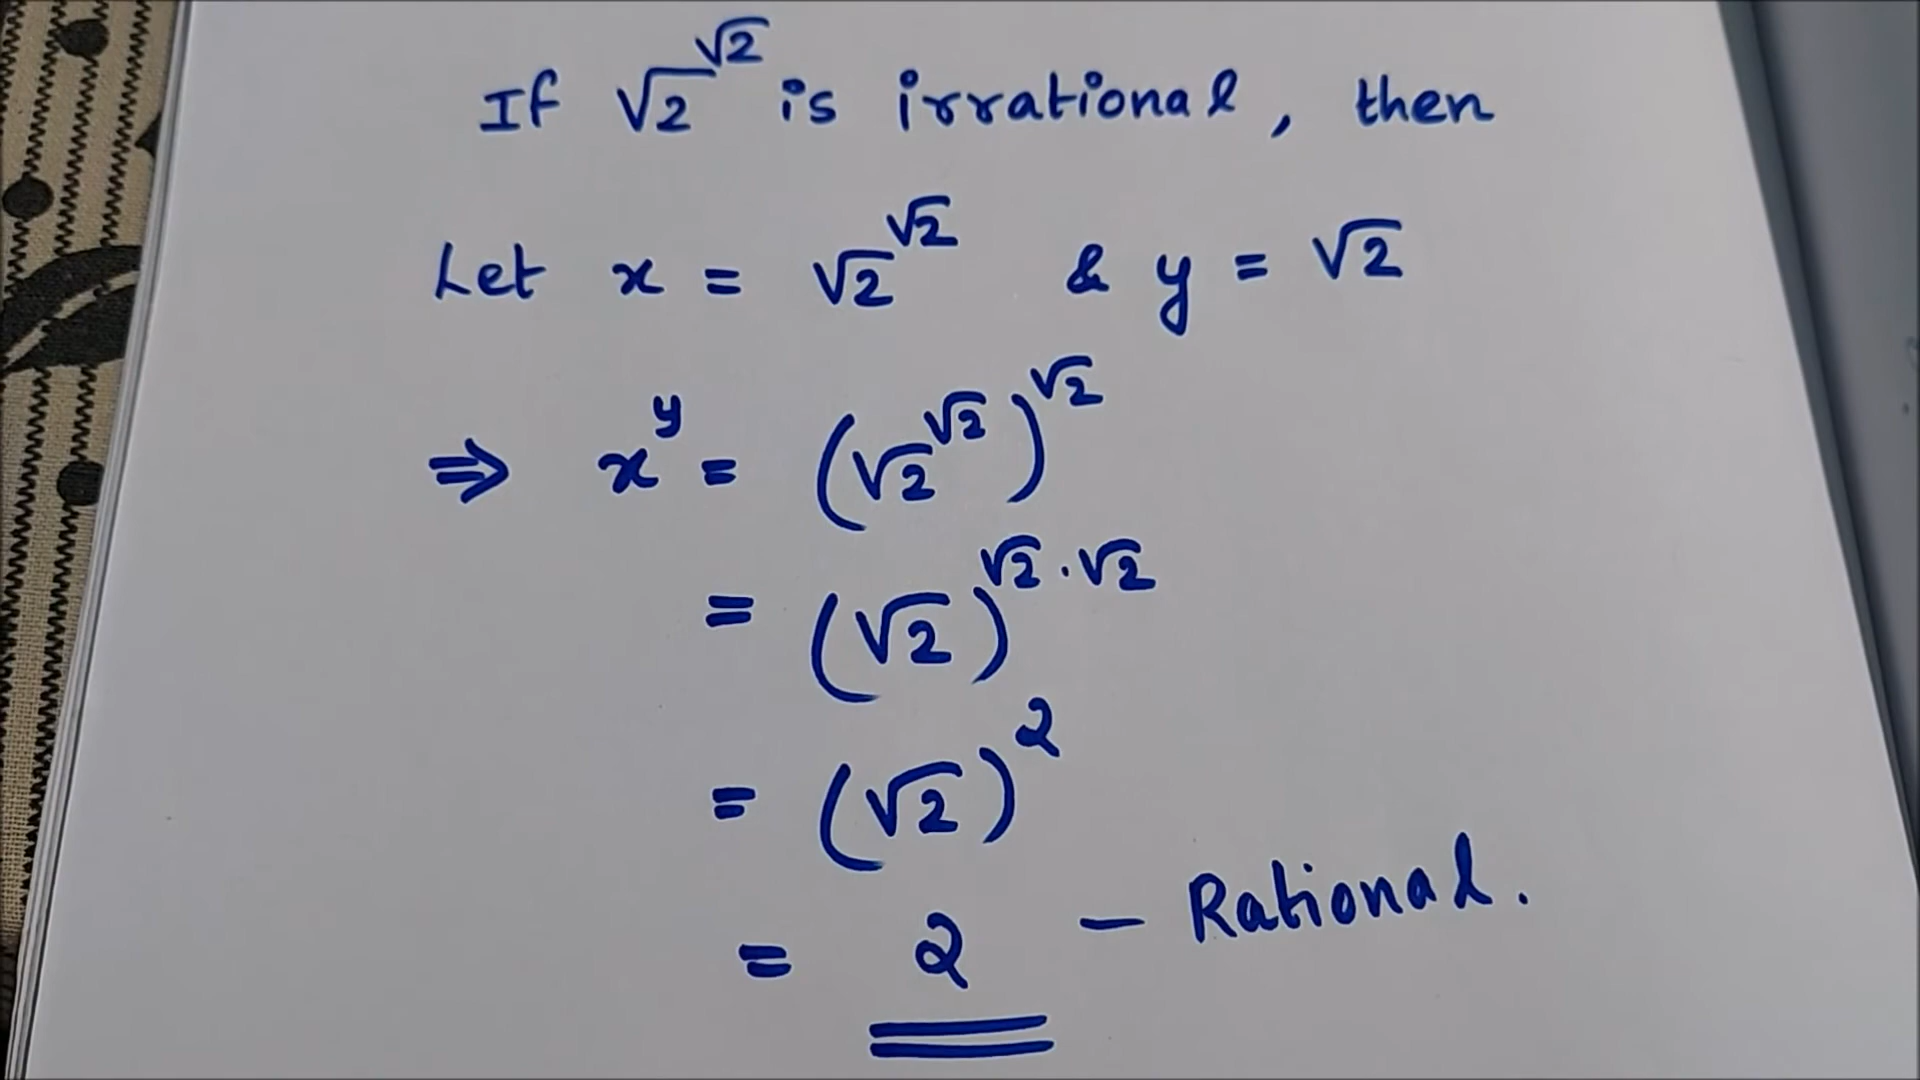 If √2^√2 is irrational, then
Let x = √2^√2 & y = √2
⇒ x^y = (√2^√2)^√2
= (√2)^√2·√2
= (√2)^2
= 2 — Rational.